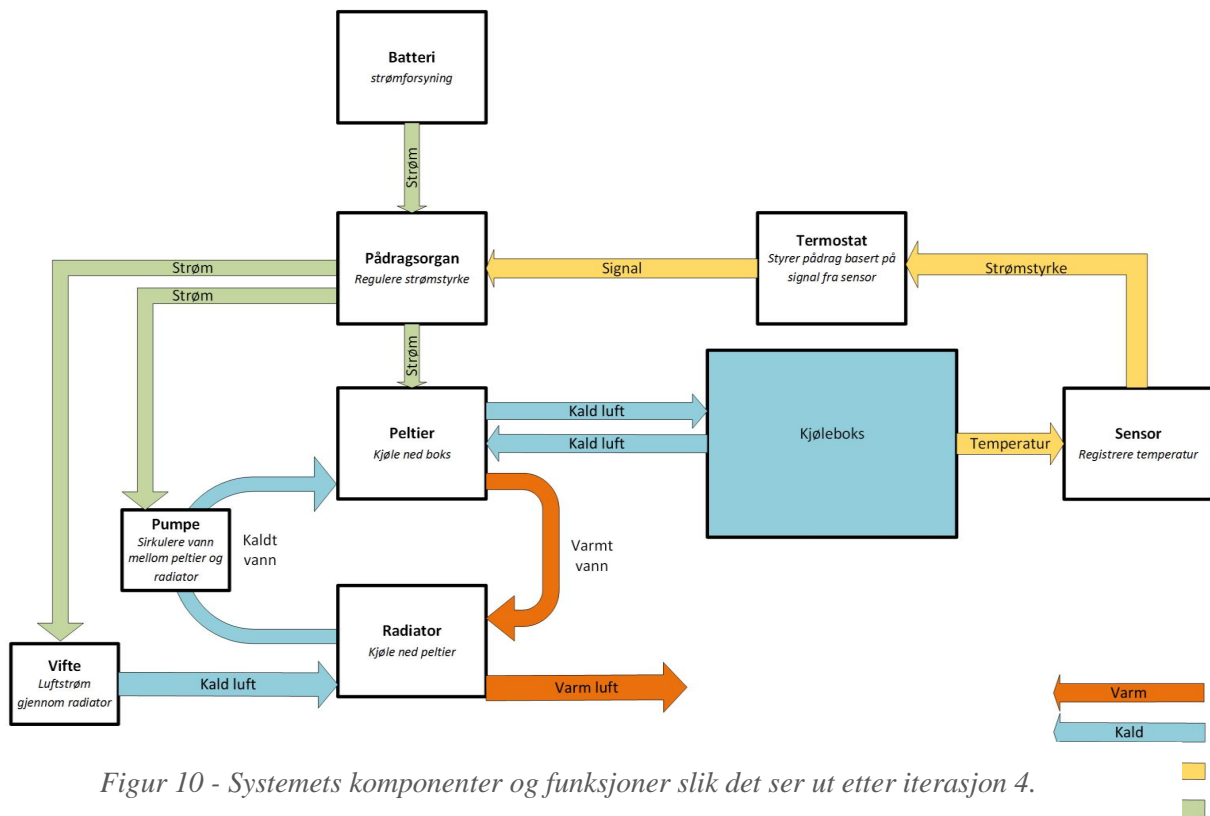 Batteri
strømforsyning
Strøm
Pådragsorgan
Regulere strømstyrke
Termostat
Styrer pådrag basert på
signal fra sensor
Signal
Strømstyrke
Strøm
Strøm
Strøm
Peltier
Kjøle ned boks
Kald luft
Kald luft
Kjøleboks
Temperatur
Sensor
Registrere temperatur
Pumpe
Sirkulere vann
mellom peltier og
radiator
Kaldt
vann
Varmt
vann
Radiator
Kjøle ned peltier
Vifte
Luftstrøm
gjennom radiator
Kald luft
Varm luft
Varm
Kald
Figur 10 - Systemets komponenter og funksjoner slik det ser ut etter iterasjon 4.